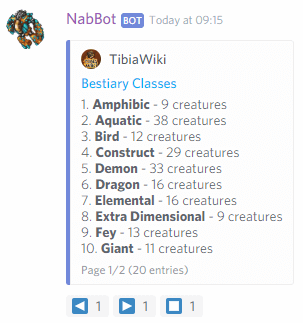 NabBot BOT Today at 09:15
TibiaWiki
Bestiary Classes
1. Amphibic - 9 creatures
2. Aquatic - 38 creatures
3. Bird - 12 creatures
4. Construct - 29 creatures
5. Demon - 33 creatures
6. Dragon - 16 creatures
7. Elemental - 16 creatures
8. Extra Dimensional - 9 creatures
9. Fey - 13 creatures
10. Giant - 11 creatures
Page 1/2 (20 entries)
1 1 1